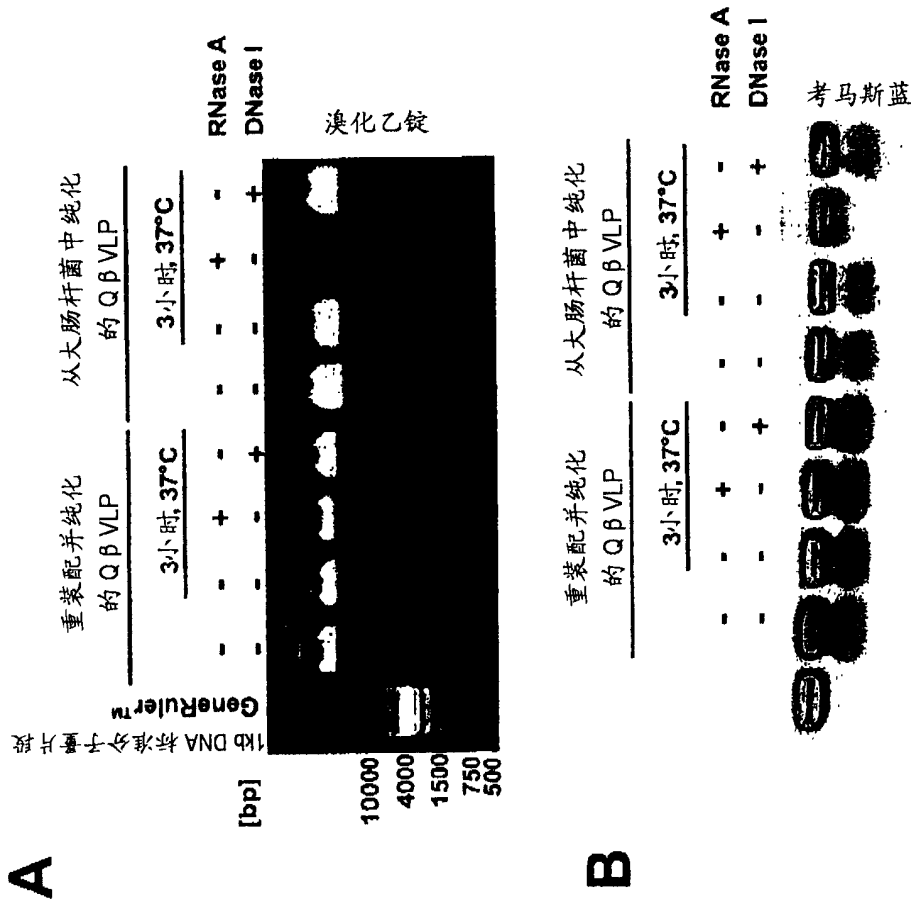 A
重装配并纯化
的 Qβ VLP
从大肠杆菌中纯化
的 Qβ VLP
3小时, 37°C
3小时, 37°C
- - + - - - + - RNase A
- - - + - - - + DNase I
1kb DNA 标准分子量片段
GeneRuler™
[bp]
10000
4000
1500
750
500
溴化乙锭
B
重装配并纯化
的 Qβ VLP
从大肠杆菌中纯化
的 Qβ VLP
3小时, 37°C
3小时, 37°C
- - + - - - + - RNase A
- - - + - - - + DNase I
考马斯蓝